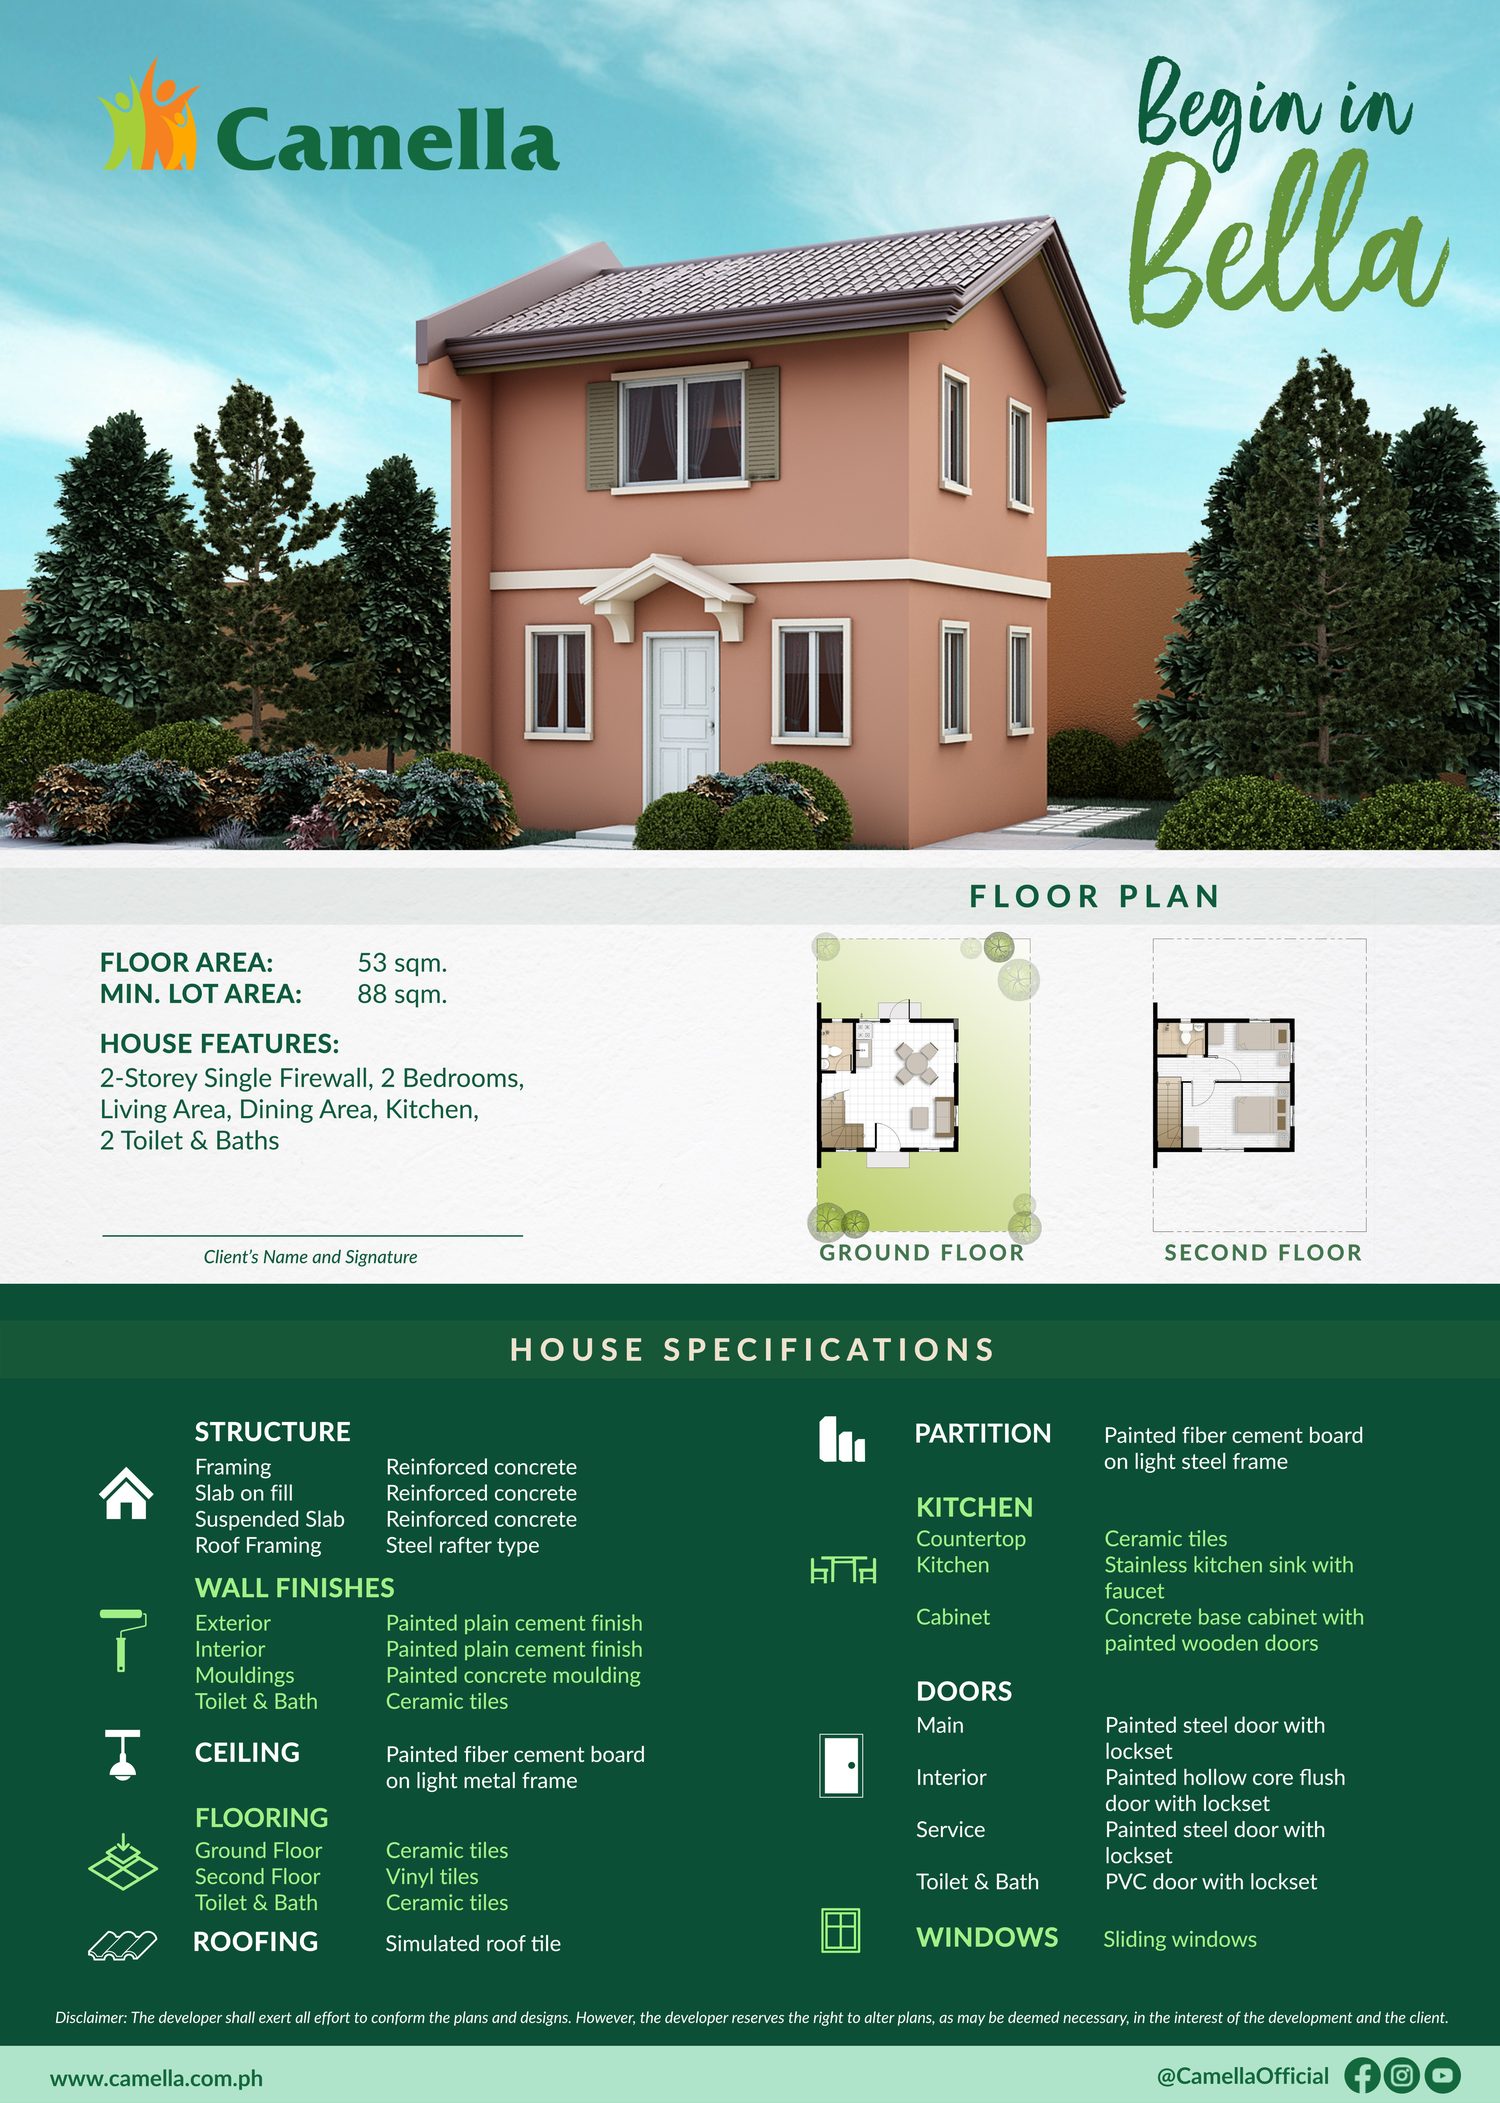 Camella
Begin in
Bella
FLOOR PLAN
FLOOR AREA: 53 sqm.
MIN. LOT AREA: 88 sqm.
HOUSE FEATURES:
2-Storey Single Firewall, 2 Bedrooms,
Living Area, Dining Area, Kitchen,
2 Toilet & Baths
Client's Name and Signature
GROUND FLOOR
SECOND FLOOR
HOUSE SPECIFICATIONS
STRUCTURE
Framing Reinforced concrete
Slab on fill Reinforced concrete
Suspended Slab Reinforced concrete
Roof Framing Steel rafter type
WALL FINISHES
Exterior Painted plain cement finish
Interior Painted plain cement finish
Mouldings Painted concrete moulding
Toilet & Bath Ceramic tiles
CEILING Painted fiber cement board
on light metal frame
FLOORING
Ground Floor Ceramic tiles
Second Floor Vinyl tiles
Toilet & Bath Ceramic tiles
ROOFING Simulated roof tile
PARTITION Painted fiber cement board
on light steel frame
KITCHEN
Countertop Ceramic tiles
Kitchen Stainless kitchen sink with
faucet
Cabinet Concrete base cabinet with
painted wooden doors
DOORS
Main Painted steel door with
lockset
Interior Painted hollow core flush
door with lockset
Service Painted steel door with
lockset
Toilet & Bath PVC door with lockset
WINDOWS Sliding windows
Disclaimer: The developer shall exert all effort to conform the plans and designs. However, the developer reserves the right to alter plans, as may be deemed necessary, in the interest of the development and the client.
www.camella.com.ph
@CamellaOfficial